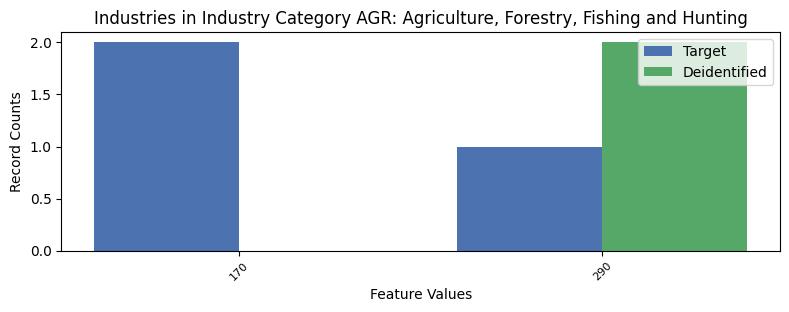 Industries in Industry Category AGR: Agriculture, Forestry, Fishing and Hunting
2.0
1.5
1.0
0.5
0.0
Record Counts
Target
Deidentified
170
290
Feature Values